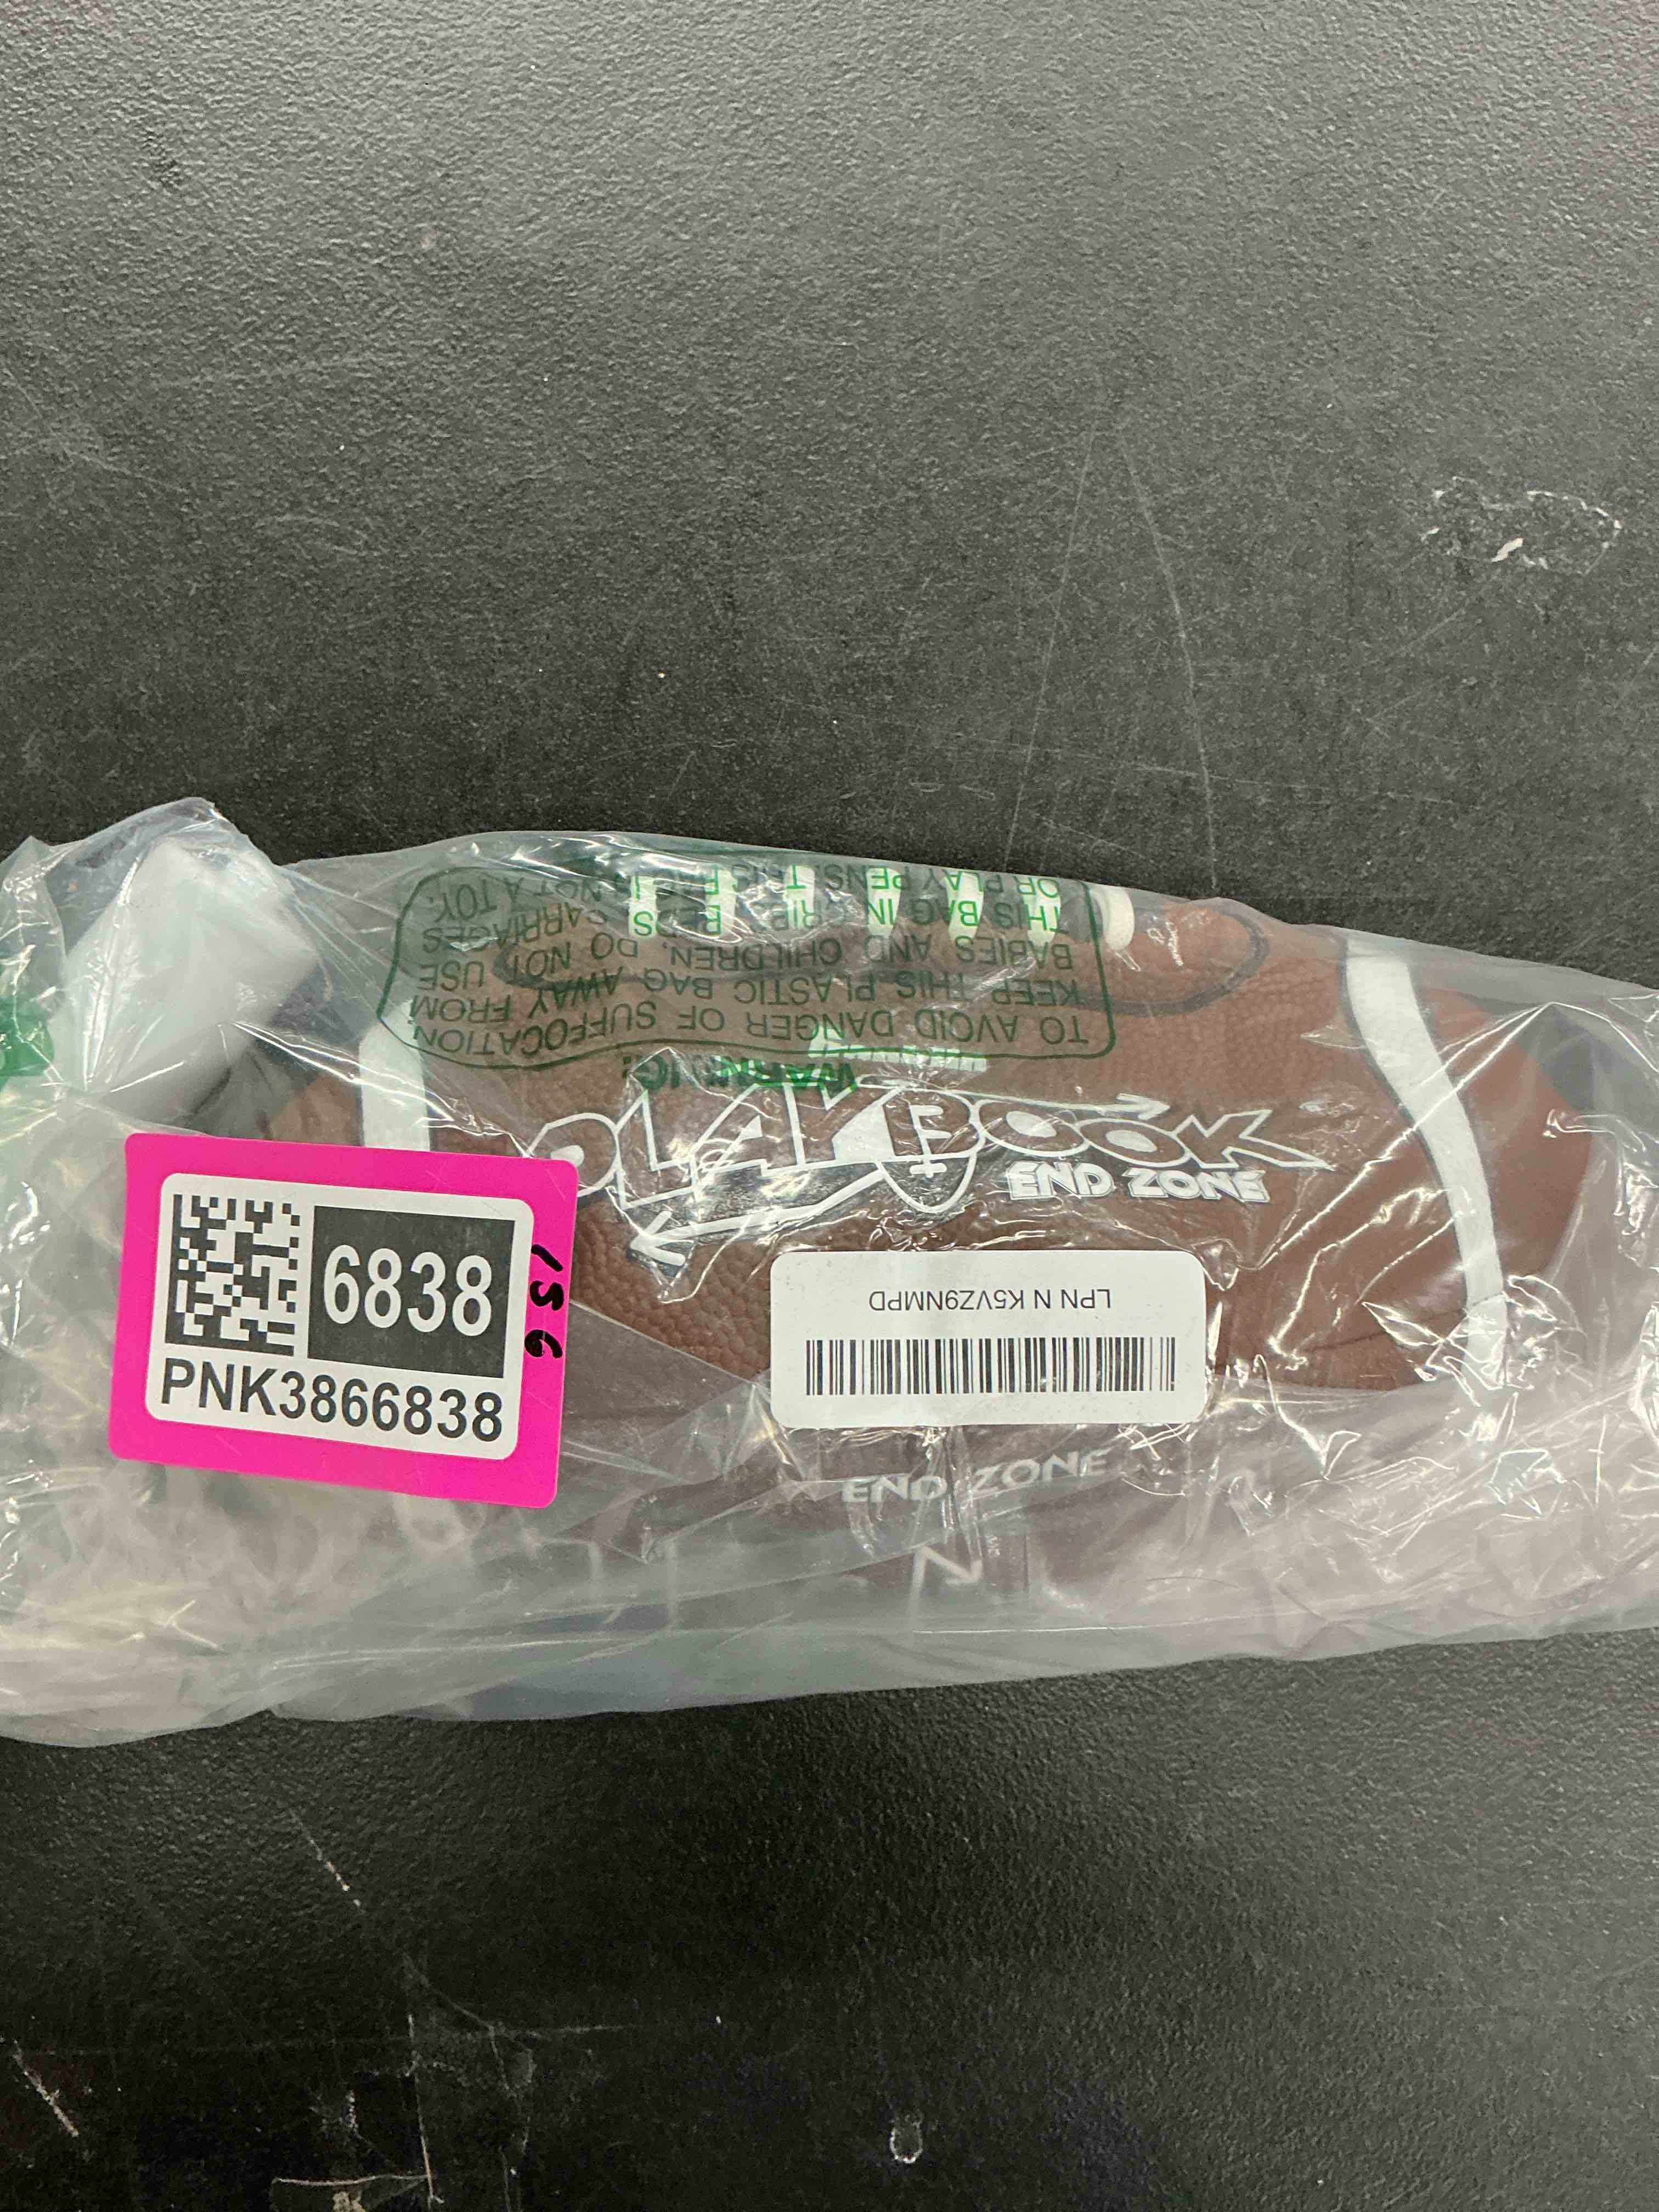 WARNING:
TO AVOID DANGER OF SUFFOCATION,
KEEP THIS PLASTIC BAG AWAY FROM
BABIES AND CHILDREN. DO NOT USE
THIS BAG IN CRIBS, BEDS, CARRIAGES
OR PLAY PENS. THIS BAG IS NOT A TOY.
PLAYBOOK
END ZONE
6838
PNK3866838
LPN N K5VZ9NMPD
END ZONE